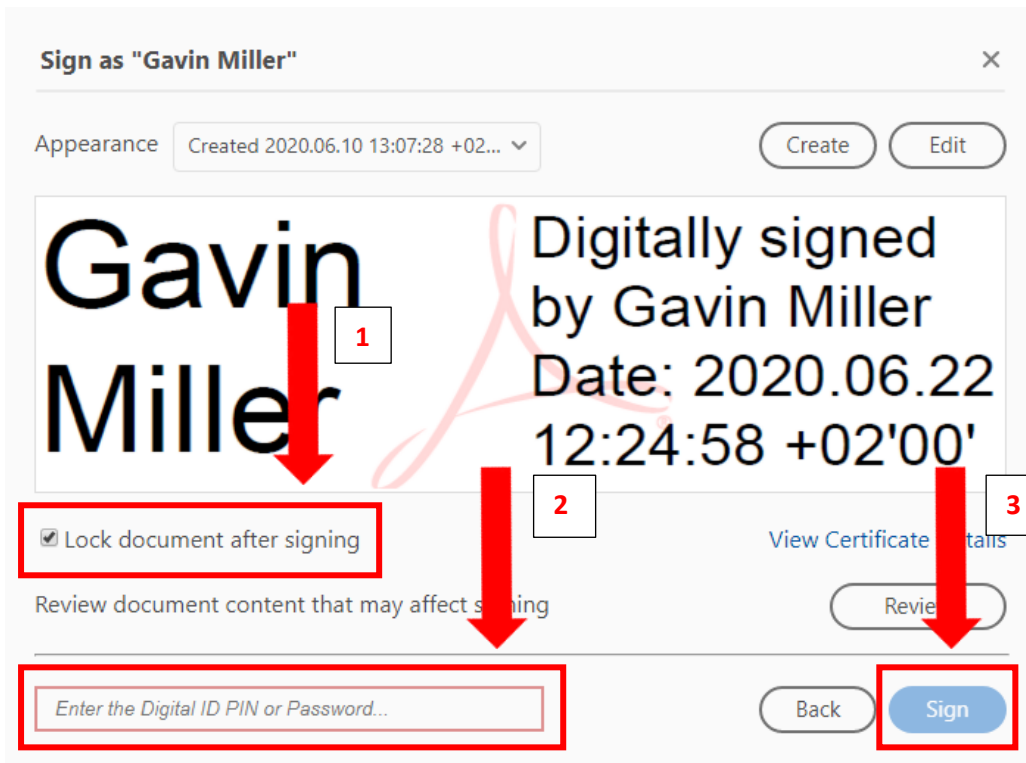 Sign as "Gavin Miller"
Appearance Created 2020.06.10 13:07:28 +02... Create Edit
Gavin
Miller
Digitally signed
by Gavin Miller
Date: 2020.06.22
12:24:58 +02'00'
1
2
3
Lock document after signing
View Certificate
Review document content that may affect signing
Review
Enter the Digital ID PIN or Password...
Back
Sign